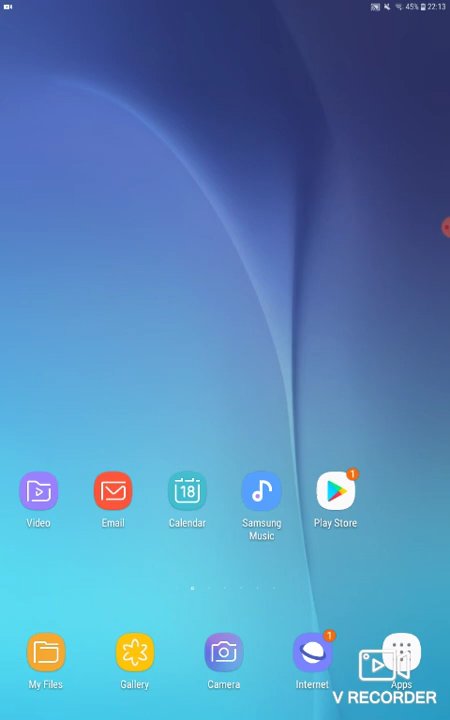 45% 22:13
18
1
Video
Email
Calendar
Samsung
Music
Play Store
1
My Files
Gallery
Camera
Internet
Apps
V RECORDER